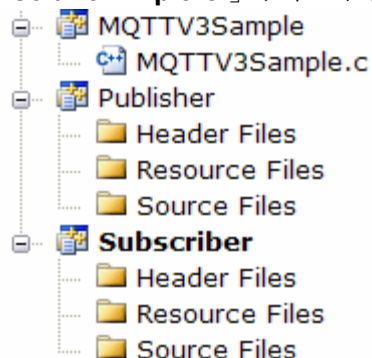 MQTTV3Sample
C++ MQTTV3Sample.c
Publisher
Header Files
Resource Files
Source Files
Subscriber
Header Files
Resource Files
Source Files